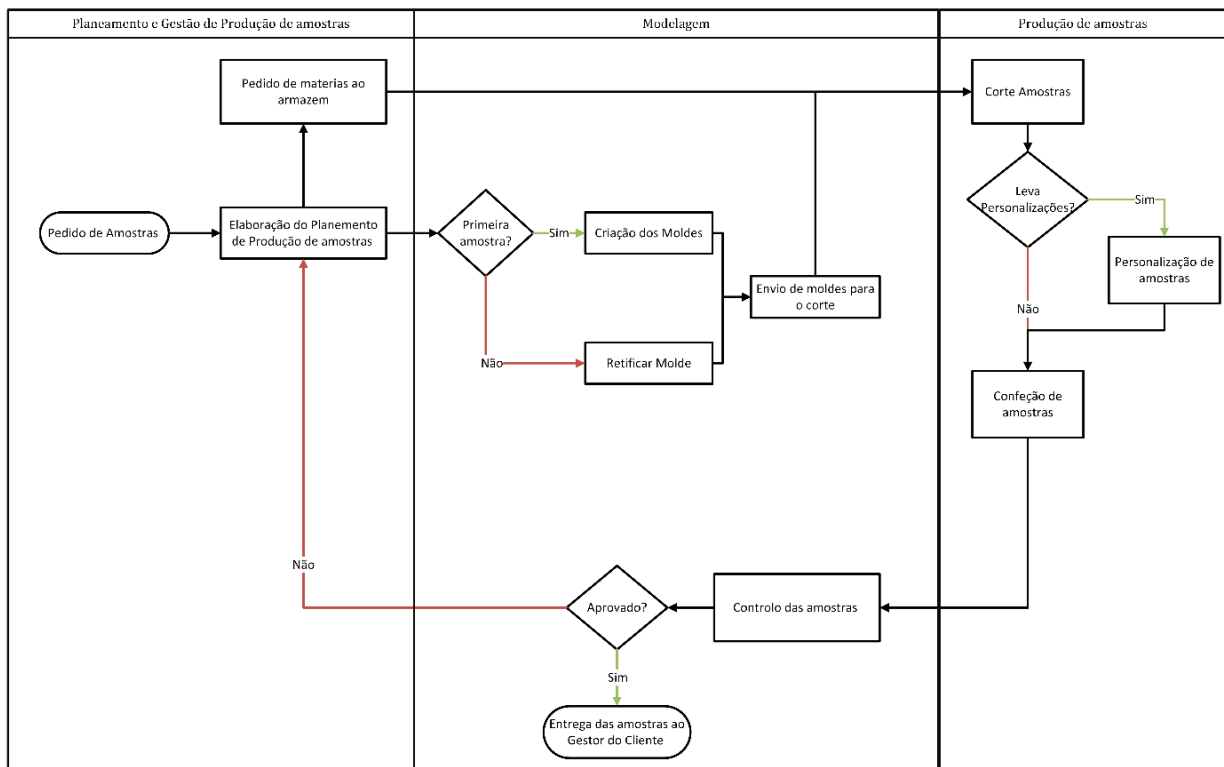 Planeamento e Gestão de Produção de amostras
Modelagem
Produção de amostras
Pedido de materias ao
armazem
Corte Amostras
Leva
Personalizações?
Sim
Pedido de Amostras
Elaboração do Planemento
de Produção de amostras
Primeira
amostra?
Sim
Criação dos Moldes
Personalização de
amostras
Envio de moldes para
o corte
Não
Não
Retificar Molde
Confeção de
amostras
Não
Aprovado?
Controlo das amostras
Sim
Entrega das amostras ao
Gestor do Cliente